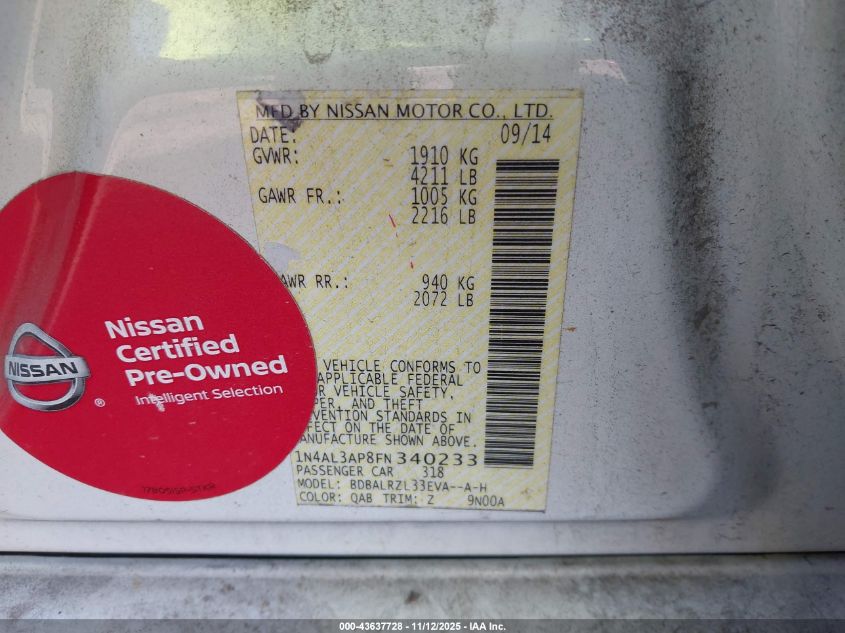 MFD BY NISSAN MOTOR CO., LTD.
DATE: 09/14
GVWR: 1910 KG
4211 LB
GAWR FR.: 1005 KG
2216 LB
AWR RR.: 940 KG
2072 LB
VEHICLE CONFORMS TO
APPLICABLE FEDERAL
VEHICLE SAFETY,
PER, AND THEFT
VENTION STANDARDS IN
FECT ON THE DATE OF
ANUFACTURE SHOWN ABOVE.
1N4AL3AP8FN340233
PASSENGER CAR 318
MODEL: BDBALRZL33EVA--A-H
COLOR: QAB TRIM: Z 9N00A
NISSAN
®
Nissan
Certified
Pre-Owned
Intelligent Selection
000-43637728 - 11/12/2025 - IAA Inc.